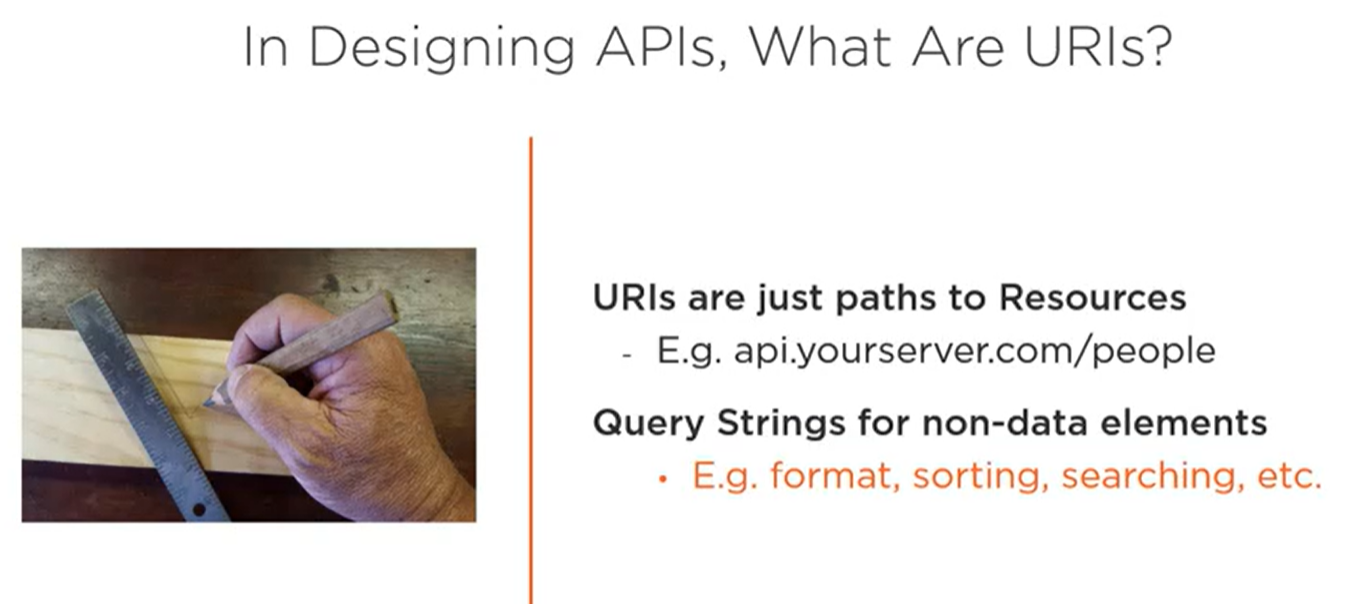 In Designing APIs, What Are URIs?
URIs are just paths to Resources
- E.g. api.yourserver.com/people
Query Strings for non-data elements
• E.g. format, sorting, searching, etc.